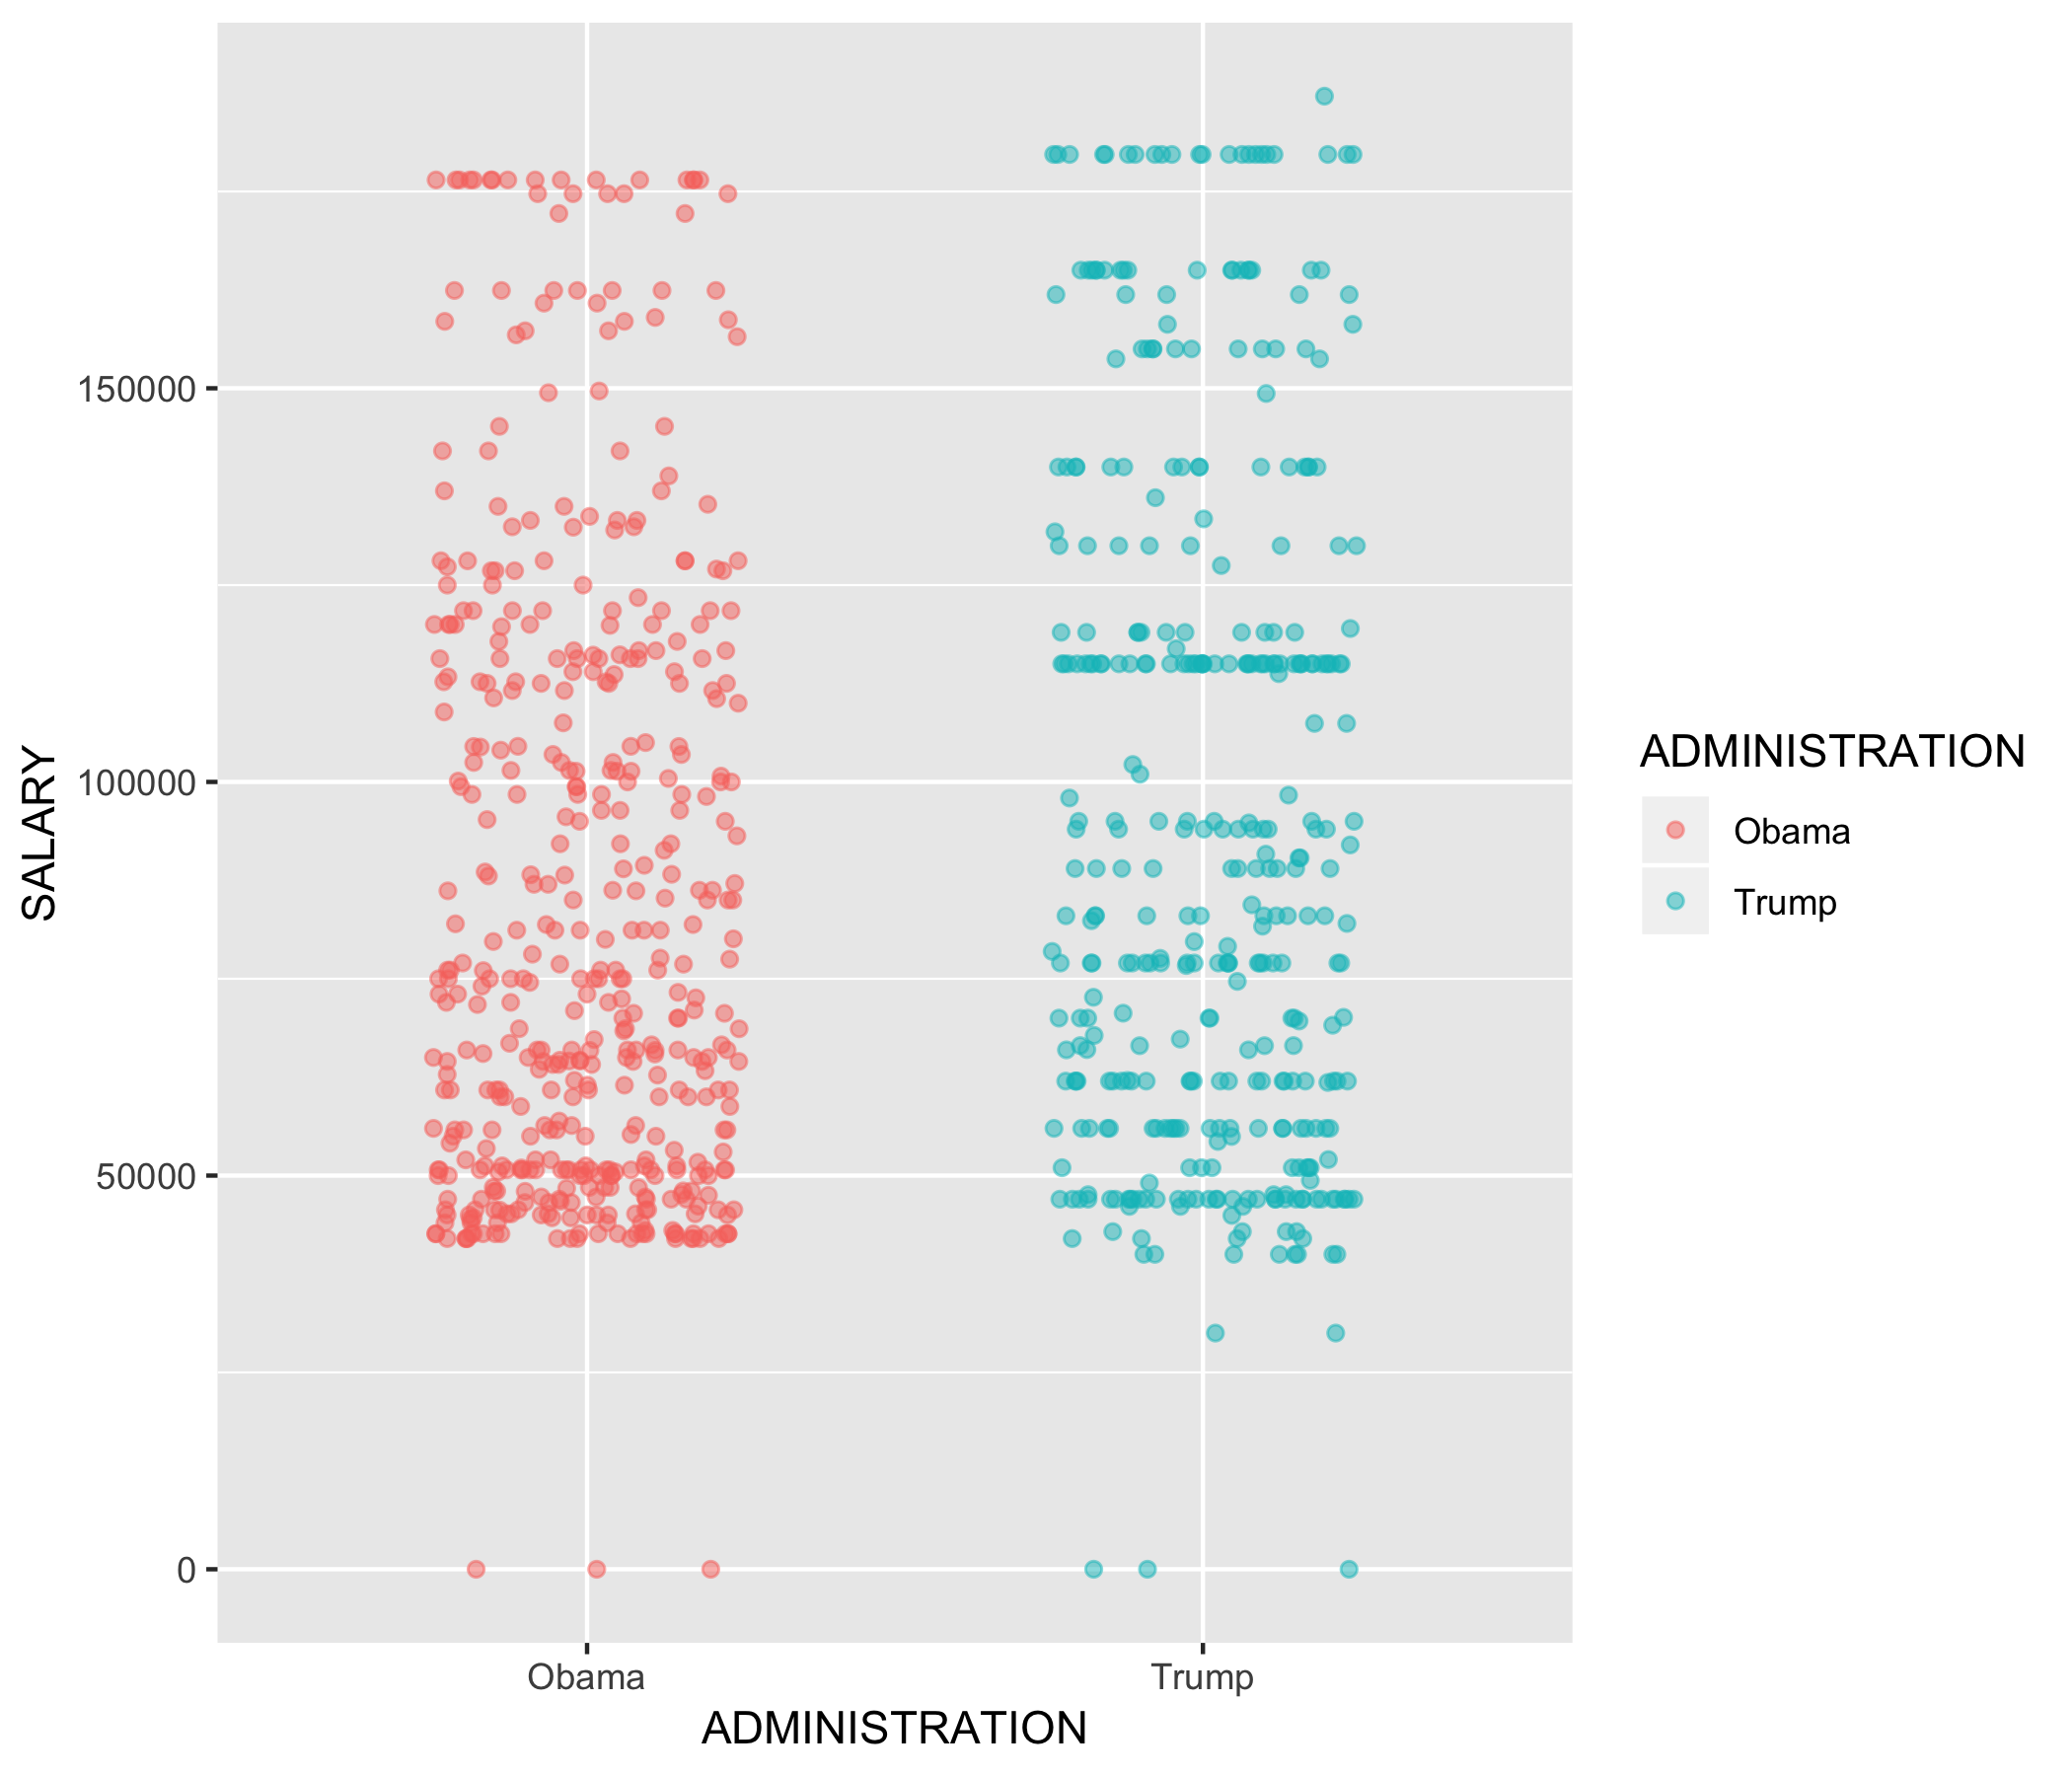 SALARY
150000
100000
50000
0
Obama
Trump
ADMINISTRATION
ADMINISTRATION
Obama
Trump